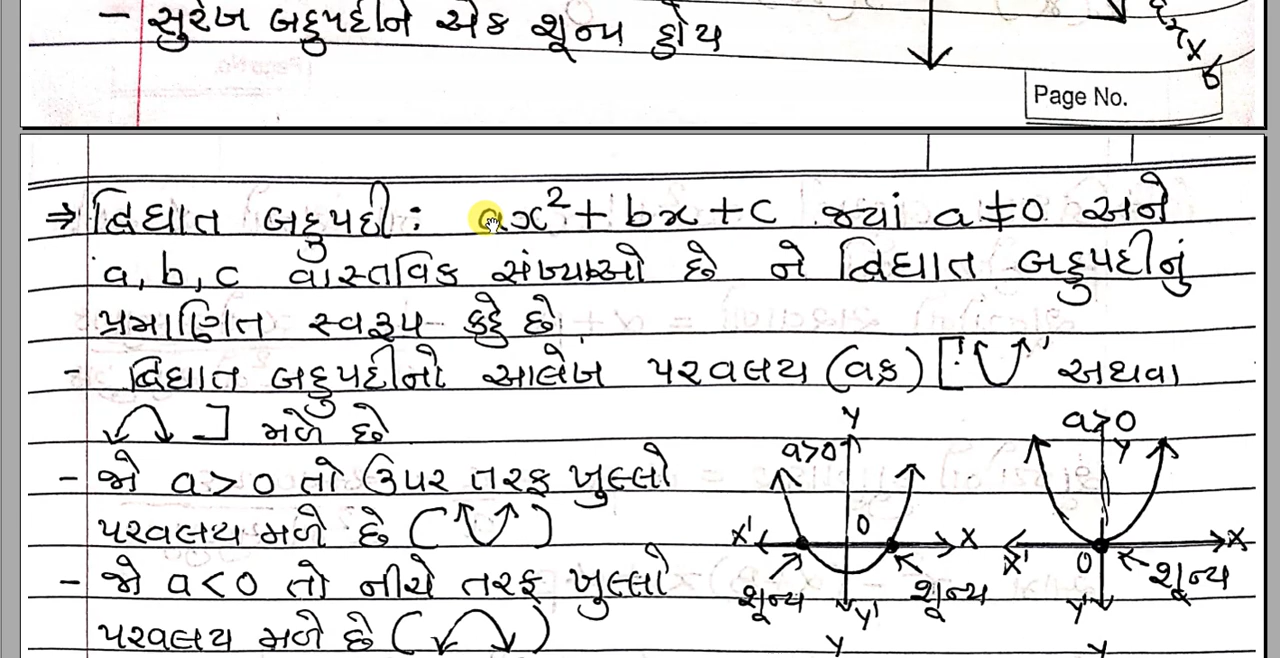 - સુરેખ બહુપદીને એક શૂન્ય હોય
Page No.
⇒ દ્વિઘાત બહુપદી: ax²+bx+c જ્યાં a≠0 અને
a, b, c વાસ્તવિક સંખ્યાઓ છે ને દ્વિઘાત બહુપદીનું
પ્રમાણિત સ્વરૂપ કહે છે
- દ્વિઘાત બહુપદીનો આલેખ પરવલય (વક્ર) [ અથવા
] મળે છે
- જો a>0 તો ઉપર તરફ ખુલ્લો
પરવલય મળે છે ( )
- જો a<0 તો નીચે તરફ ખુલ્લો
પરવલય મળે છે ( )
Y
a>0
X' O X
શૂન્ય શૂન્ય
Y'
Y
a>0
Y
X' O X
શૂન્ય
Y'
Y